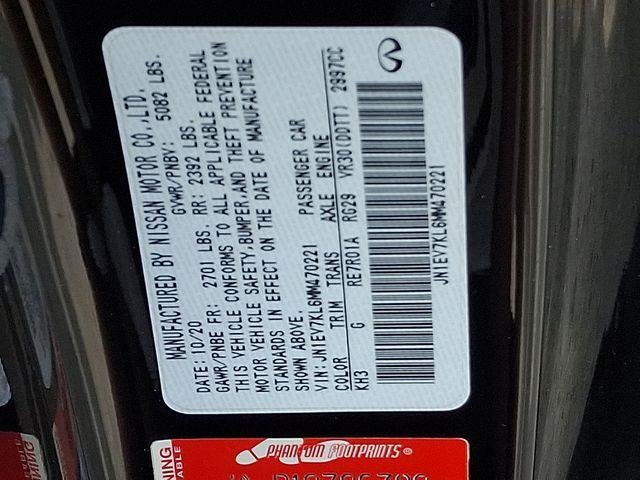 MANUFACTURED BY NISSAN MOTOR CO.,LTD.
DATE: 10/20 GVWR/PNBV: 5082 LBS.
GAWR/PNBE FR: 2701 LBS. RR: 2392 LBS.
THIS VEHICLE CONFORMS TO ALL APPLICABLE FEDERAL
MOTOR VEHICLE SAFETY,BUMPER,AND THEFT PREVENTION
STANDARDS IN EFFECT ON THE DATE OF MANUFACTURE
SHOWN ABOVE.
VIN: JN1EV7KL6MM470221 PASSENGER CAR
COLOR TRIM TRANS AXLE ENGINE
KH3 G RE7R01A RG29 VR30(DDTT) 2997CC
JN1EV7KL6MM470221
PHANTOM FOOTPRINTS®